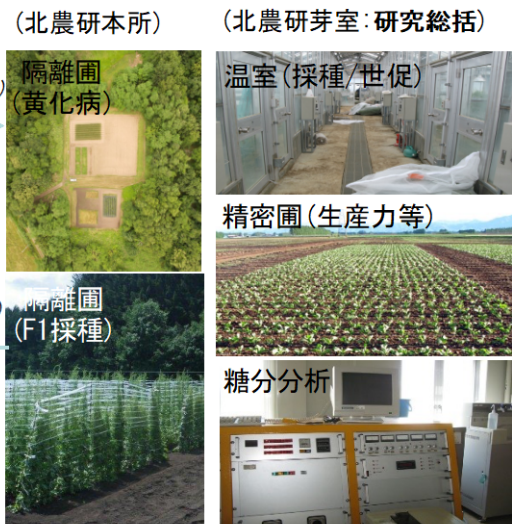 (北農研本所)
隔離圃
(黄化病)
隔離圃
(F1採種)
(北農研芽室:研究総括)
温室(採種/世促)
精密圃(生産力等)
糖分分析